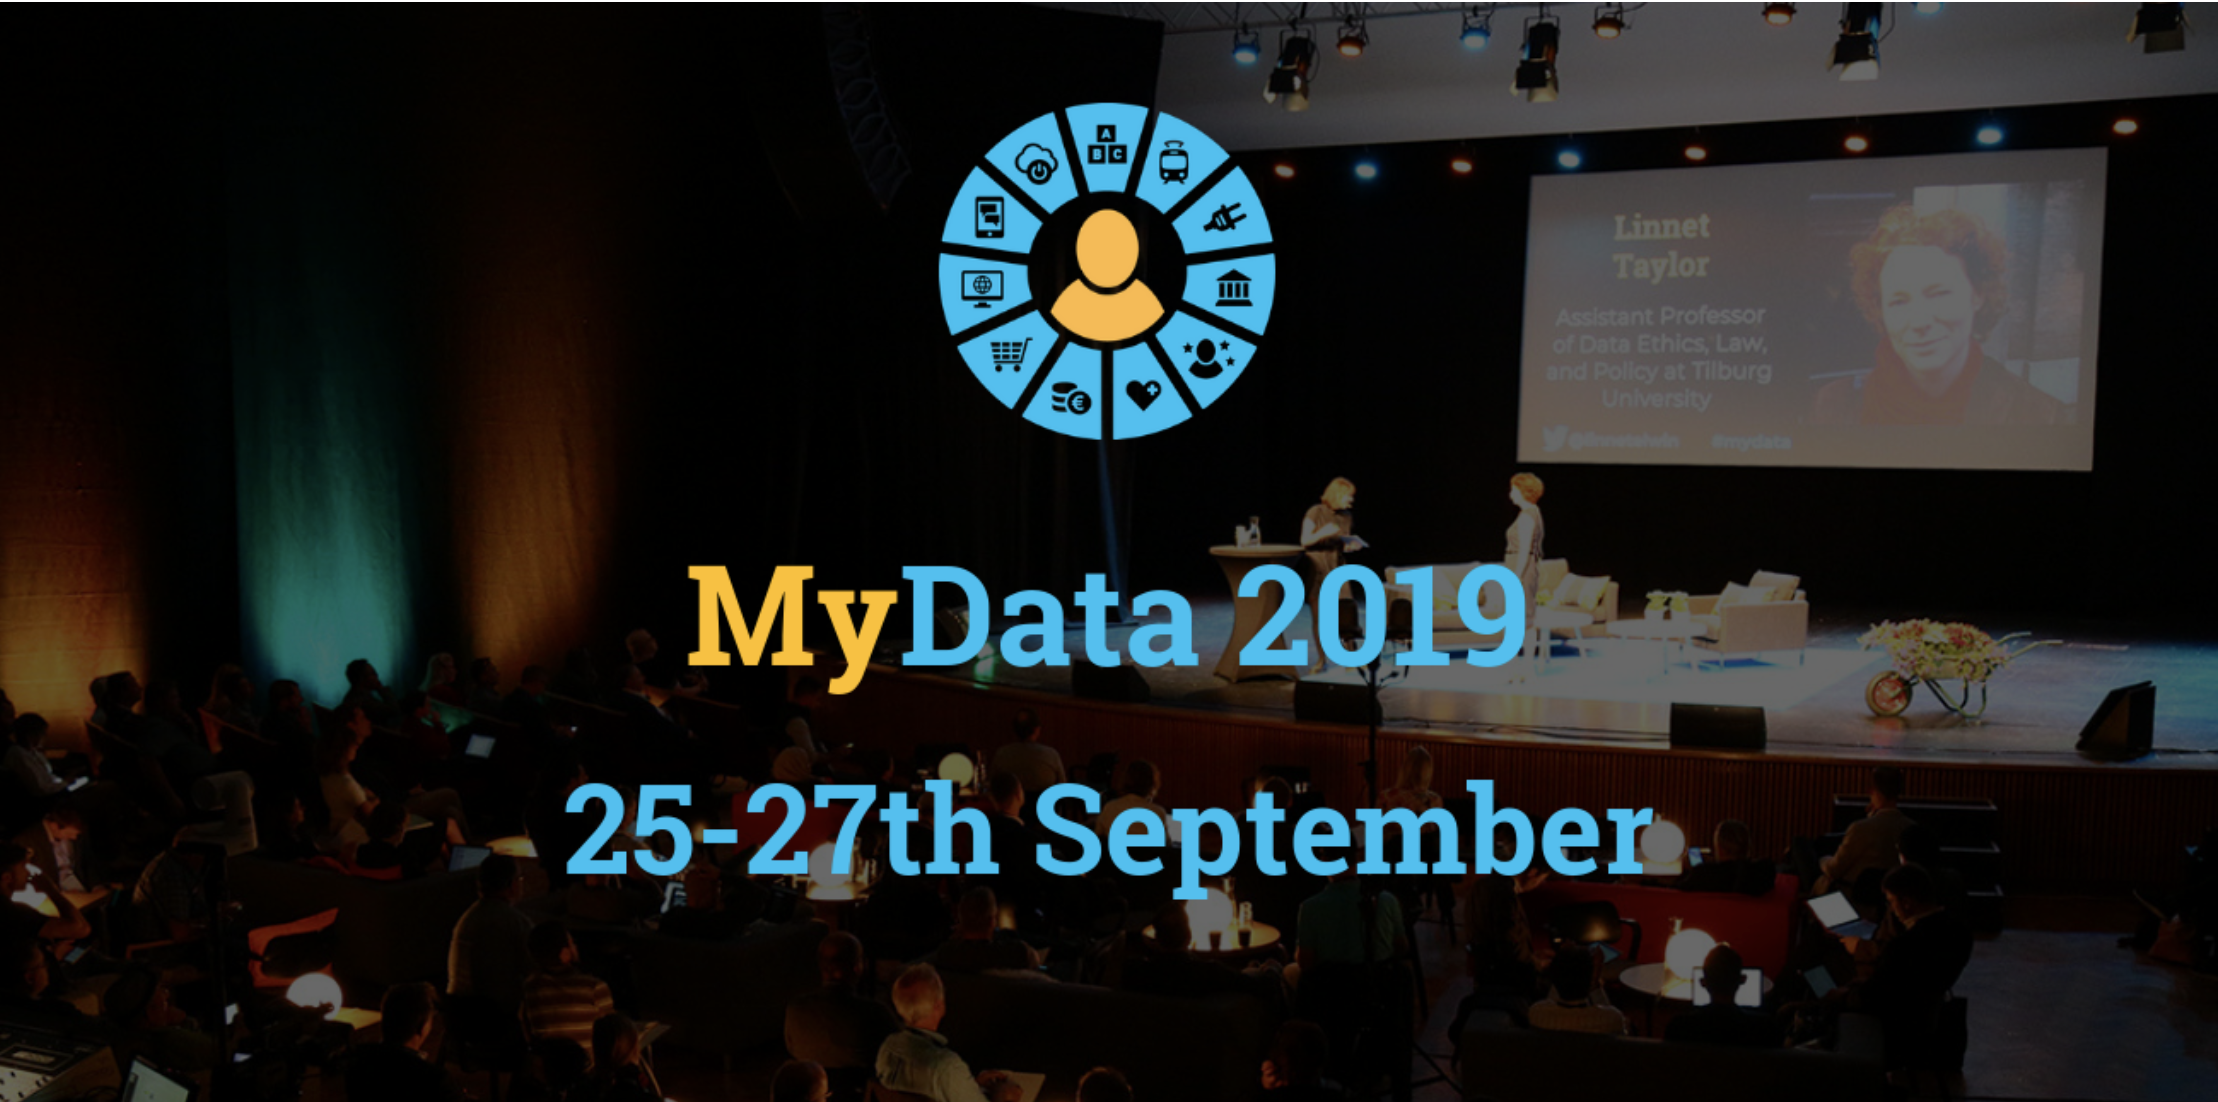 A
B C
Linnet
Taylor
Assistant Professor
of Data Ethics, Law,
and Policy at Tilburg
University
@linnetelwin #mydata
MyData 2019
25-27th September